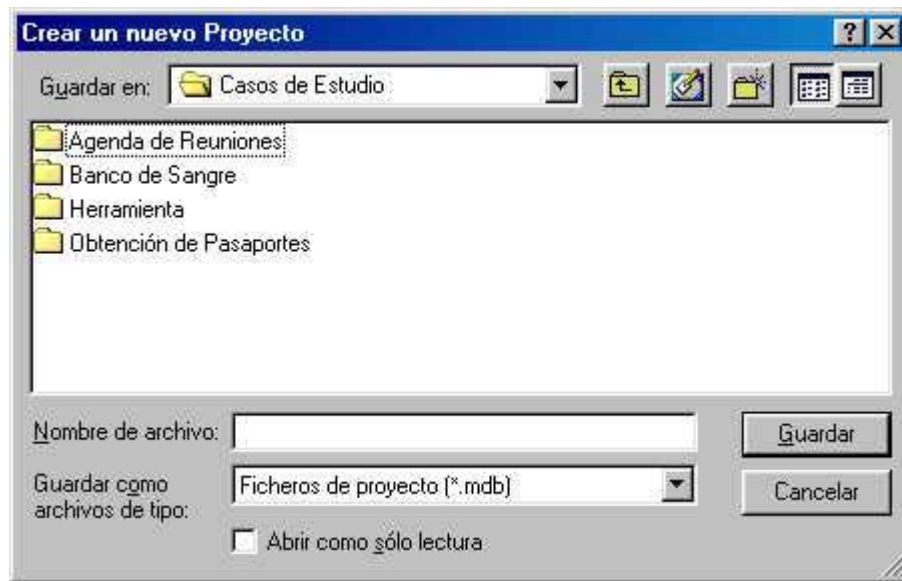 Crear un nuevo Proyecto
Guardar en: Casos de Estudio
Agenda de Reuniones
Banco de Sangre
Herramienta
Obtención de Pasaportes
Nombre de archivo:
Guardar
Guardar como
archivos de tipo:
Ficheros de proyecto (*.mdb)
Cancelar
Abrir como sólo lectura